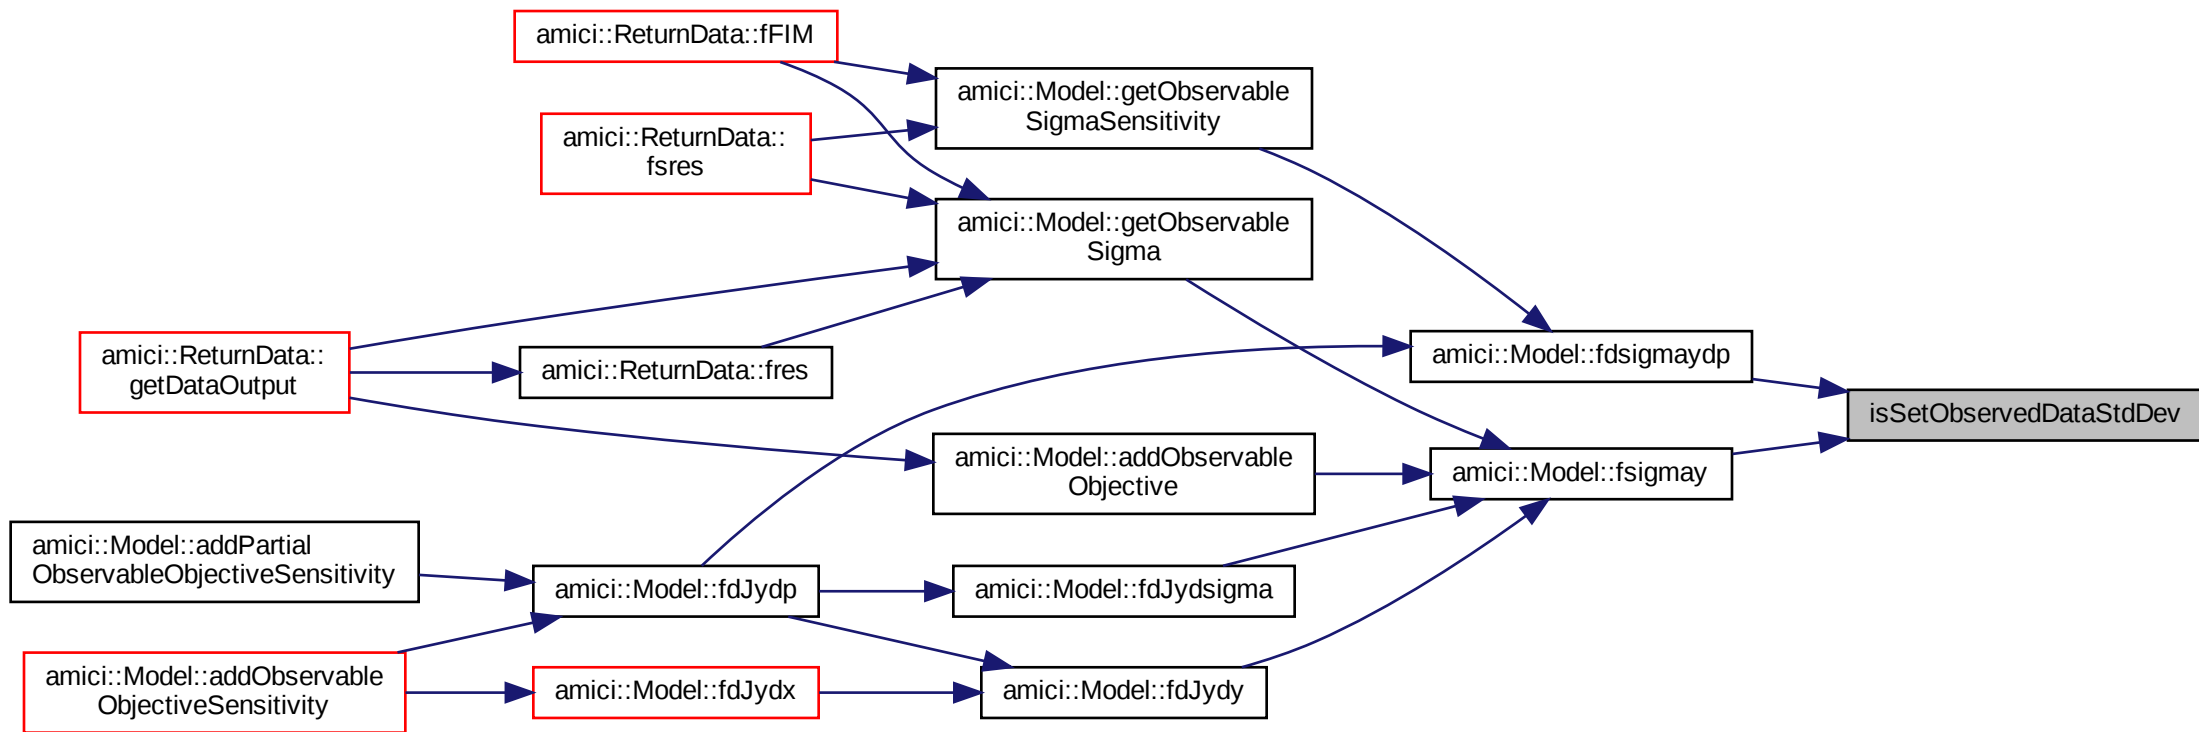 amici::ReturnData::fFIM
amici::Model::getObservable
SigmaSensitivity
amici::ReturnData::
fsres
amici::Model::getObservable
Sigma
amici::ReturnData::
getDataOutput
amici::ReturnData::fres
amici::Model::fdsigmaydp
isSetObservedDataStdDev
amici::Model::addObservable
Objective
amici::Model::fsigmay
amici::Model::addPartial
ObservableObjectiveSensitivity
amici::Model::fdJydp
amici::Model::fdJydsigma
amici::Model::addObservable
ObjectiveSensitivity
amici::Model::fdJydx
amici::Model::fdJydy